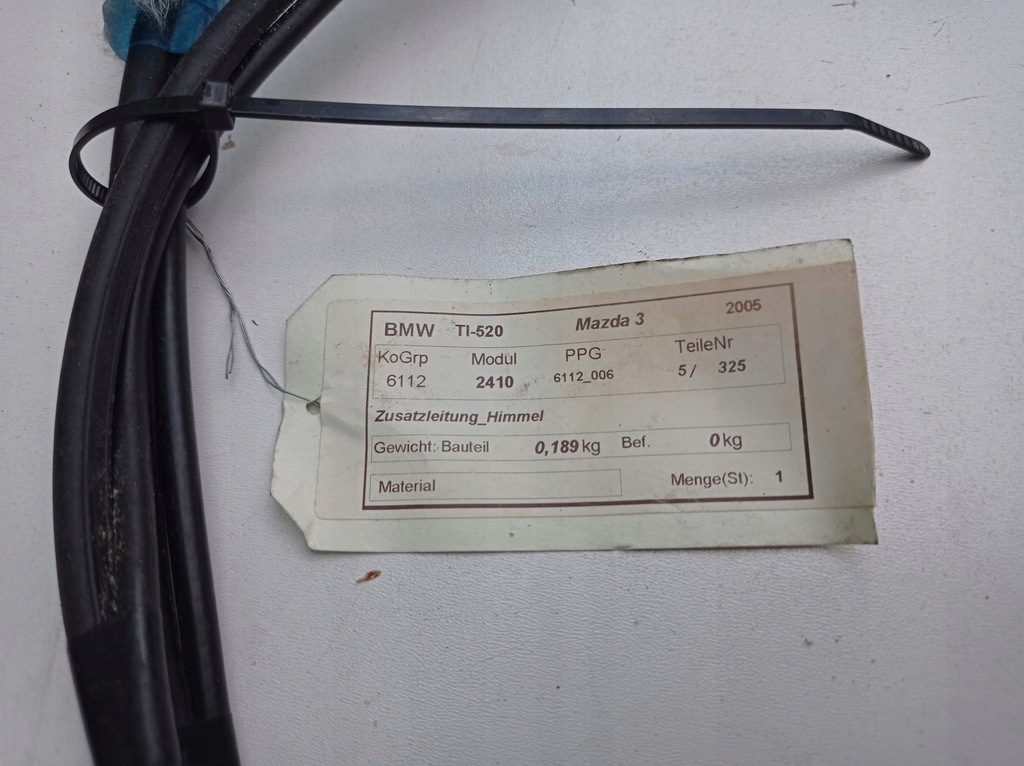 BMW TI-520 Mazda 3 2005
KoGrp Modul PPG TeileNr
6112 2410 6112_006 5/ 325
Zusatzleitung_Himmel
Gewicht: Bauteil 0,189 kg Bef. 0 kg
Material Menge(St): 1